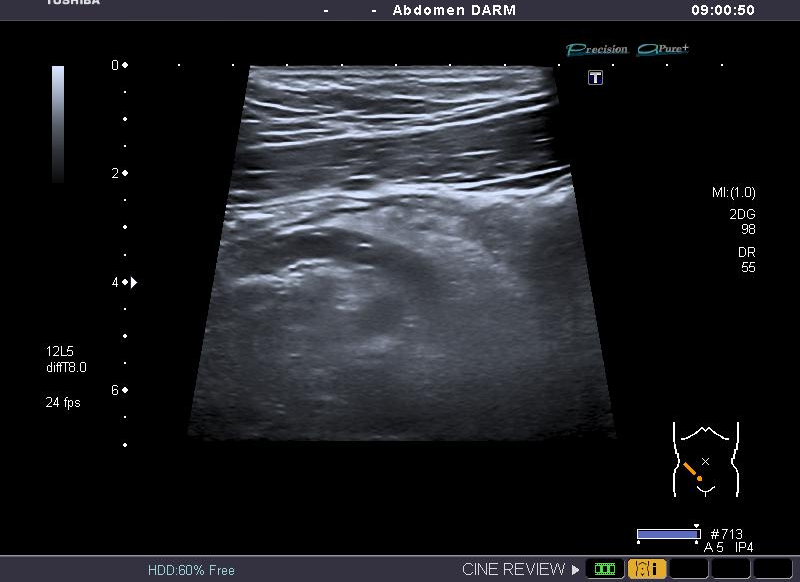 TOSHIBA
- - Abdomen DARM 09:00:50
Precision APure+
T
0
2
4
6
MI:(1.0)
2DG
98
DR
55
12L5
diffT8.0
24 fps
#713
A 5 IP4
HDD:60% Free
CINE REVIEW
i